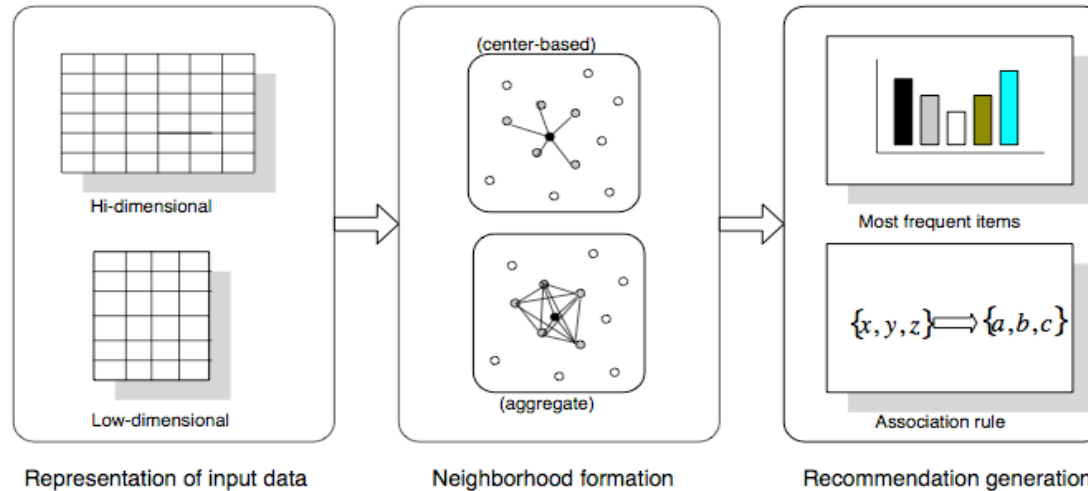 Hi-dimensional
Low-dimensional
Representation of input data
(center-based)
(aggregate)
Neighborhood formation
Most frequent items
{x, y, z} ⟹ {a, b, c}
Association rule
Recommendation generation